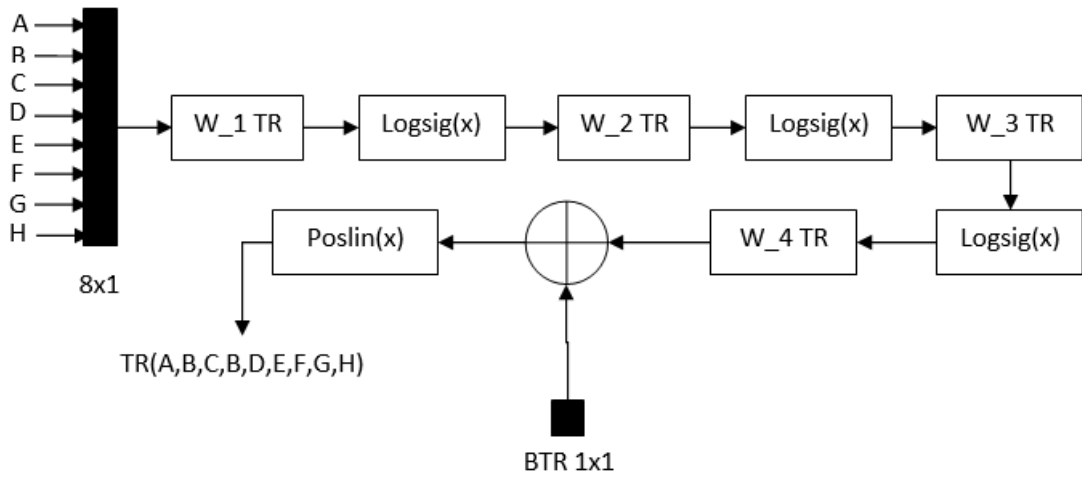 A
B
C
D
E
F
G
H
8x1
W_1 TR
Logsig(x)
W_2 TR
Logsig(x)
W_3 TR
Logsig(x)
W_4 TR
Poslin(x)
TR(A,B,C,B,D,E,F,G,H)
BTR 1x1